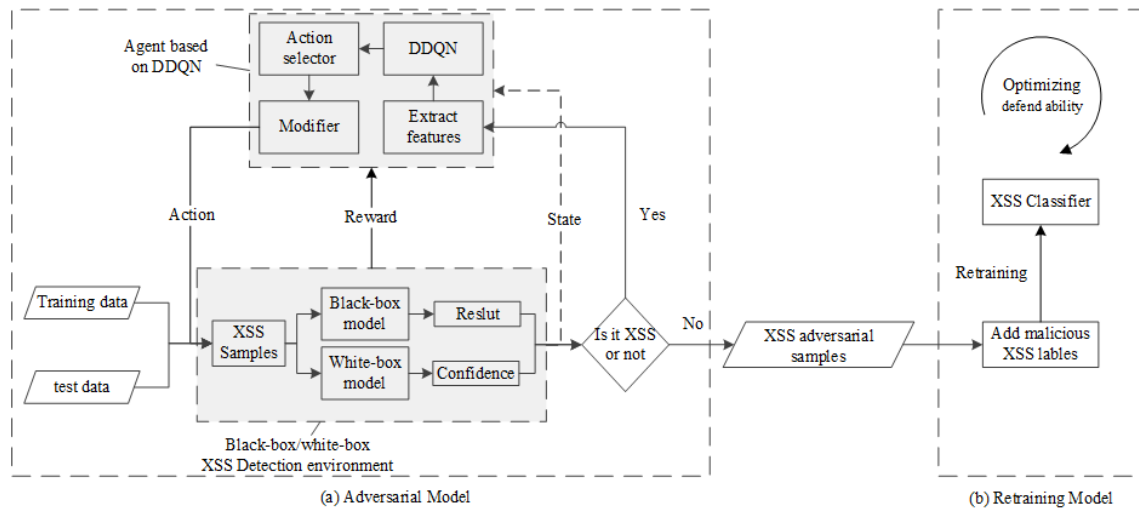 Agent based
on DDQN
Action
selector
DDQN
Modifier
Extract
features
Action
Reward
State
Yes
Training data
test data
XSS
Samples
Black-box
model
Reslut
White-box
model
Confidence
Is it XSS
or not
No
XSS adversarial
samples
Black-box/white-box
XSS Detection environment
(a) Adversarial Model
Optimizing
defend ability
XSS Classifier
Retraining
Add malicious
XSS lables
(b) Retraining Model